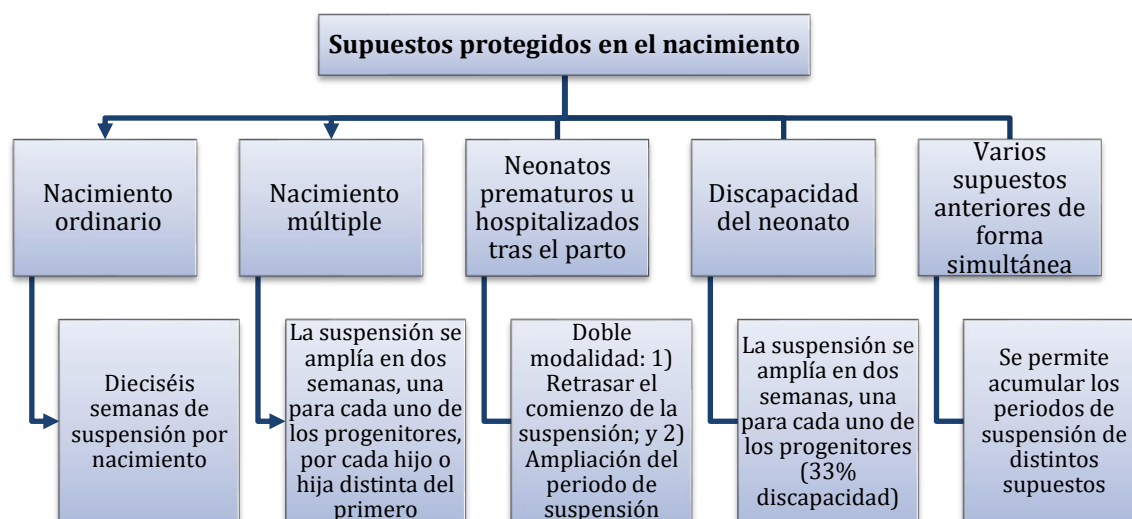 Supuestos protegidos en el nacimiento
Nacimiento
ordinario
Nacimiento
múltiple
Neonatos
prematuros u
hospitalizados
tras el parto
Discapacidad
del neonato
Varios
supuestos
anteriores de
forma
simultánea
Dieciséis
semanas de
suspensión por
nacimiento
La suspensión se
amplía en dos
semanas, una
para cada uno de
los progenitores,
por cada hijo o
hija distinta del
primero
Doble
modalidad: 1)
Retrasar el
comienzo de la
suspensión; y 2)
Ampliación del
periodo de
suspensión
La suspensión se
amplía en dos
semanas, una
para cada uno de
los progenitores
(33%
discapacidad)
Se permite
acumular los
periodos de
suspensión de
distintos
supuestos